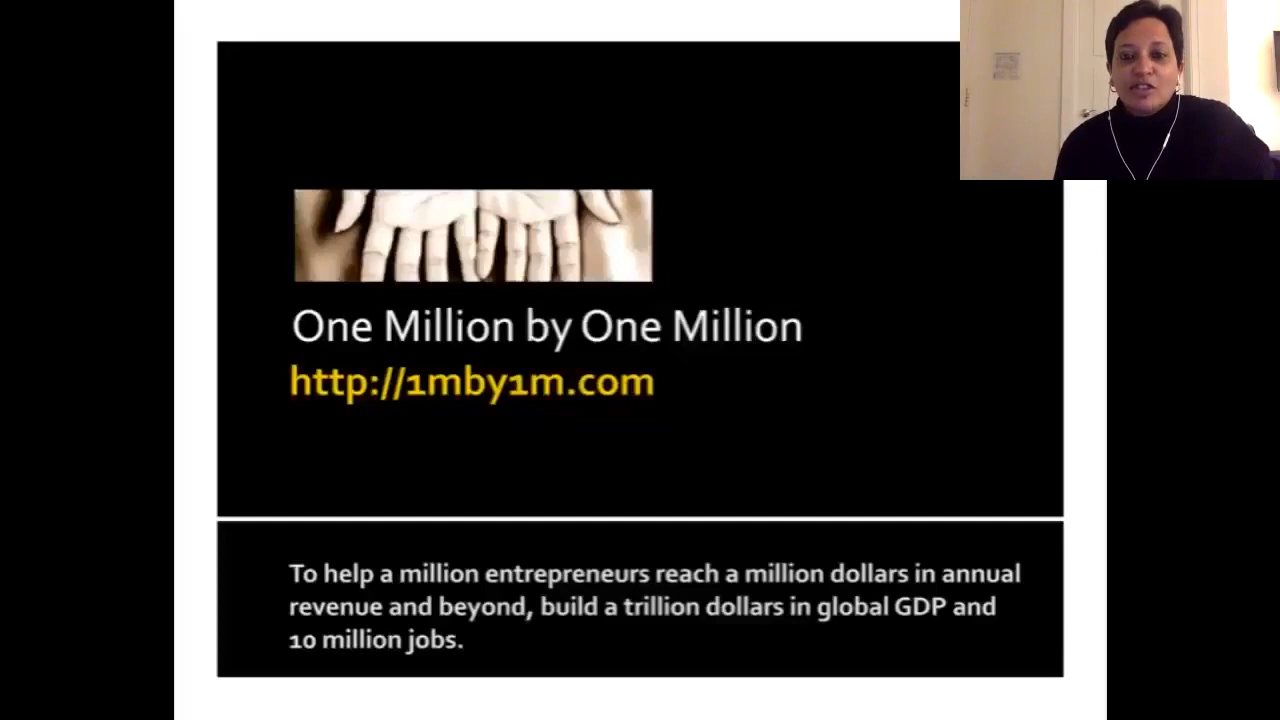 One Million by One Million
http://1mby1m.com
To help a million entrepreneurs reach a million dollars in annual
revenue and beyond, build a trillion dollars in global GDP and
10 million jobs.